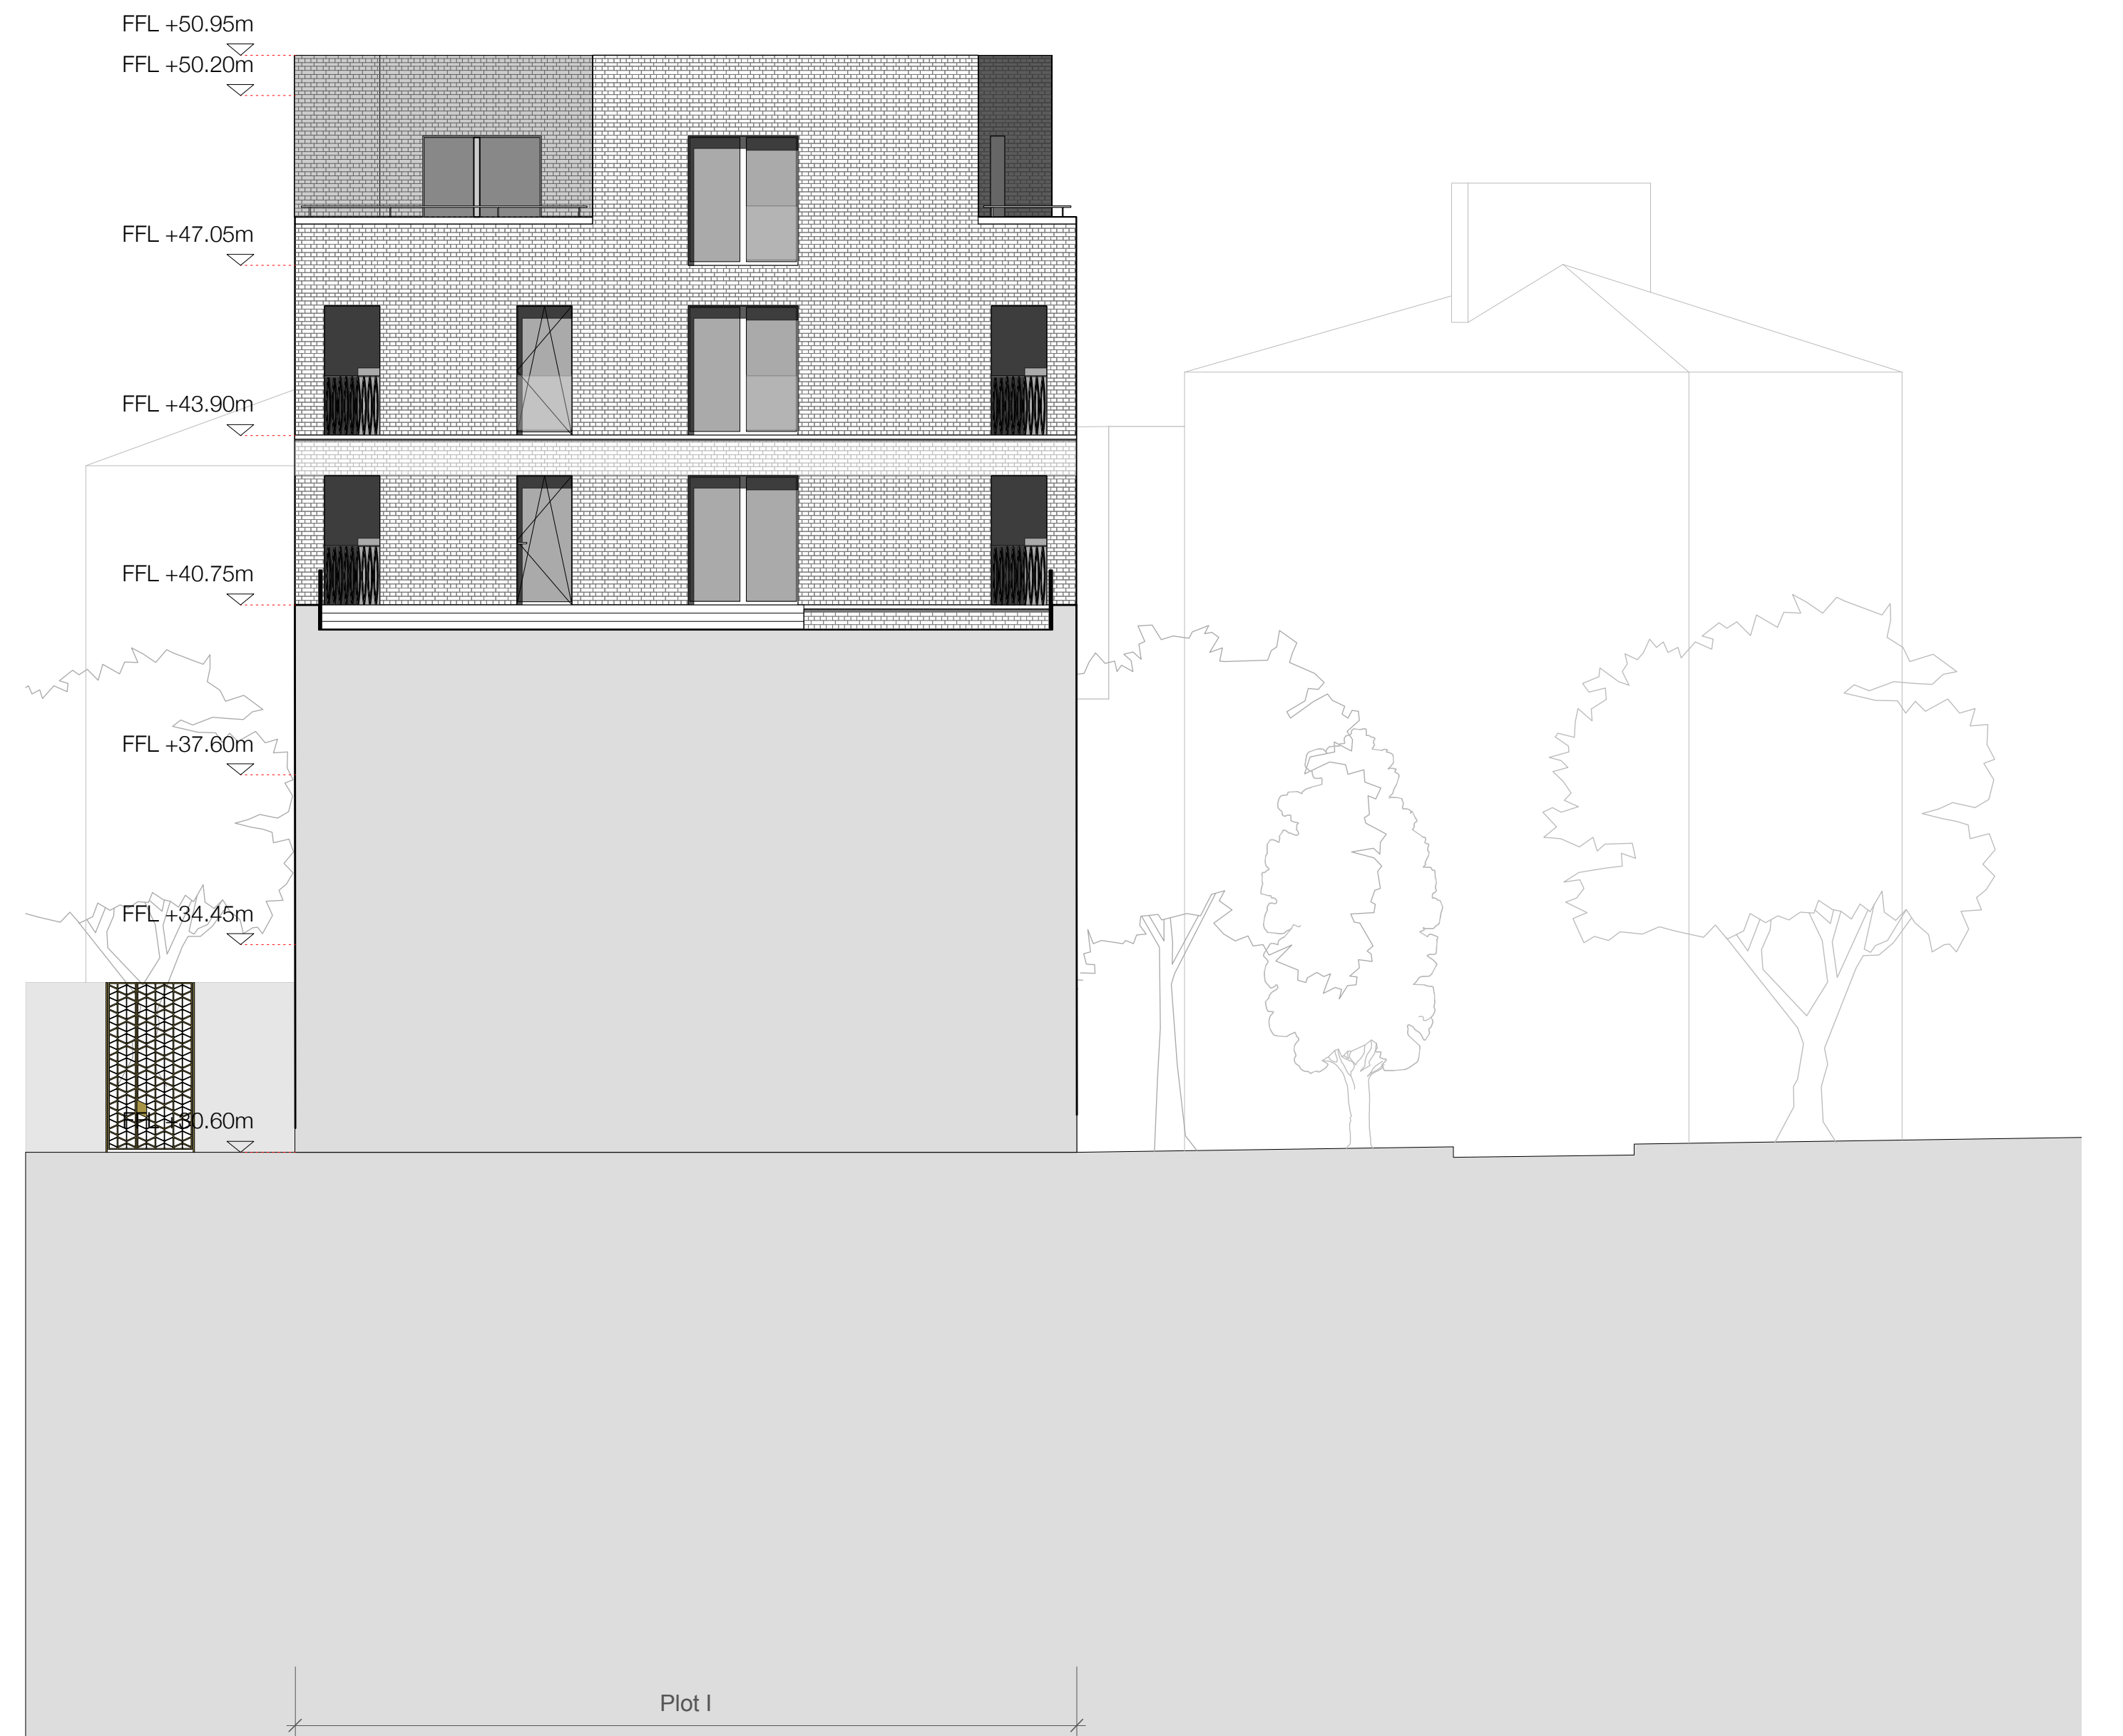 FFL +50.95m
FFL +50.20m
FFL +47.05m
FFL +43.90m
FFL +40.75m
FFL +37.60m
FFL +34.45m
FFL +30.60m
Plot I